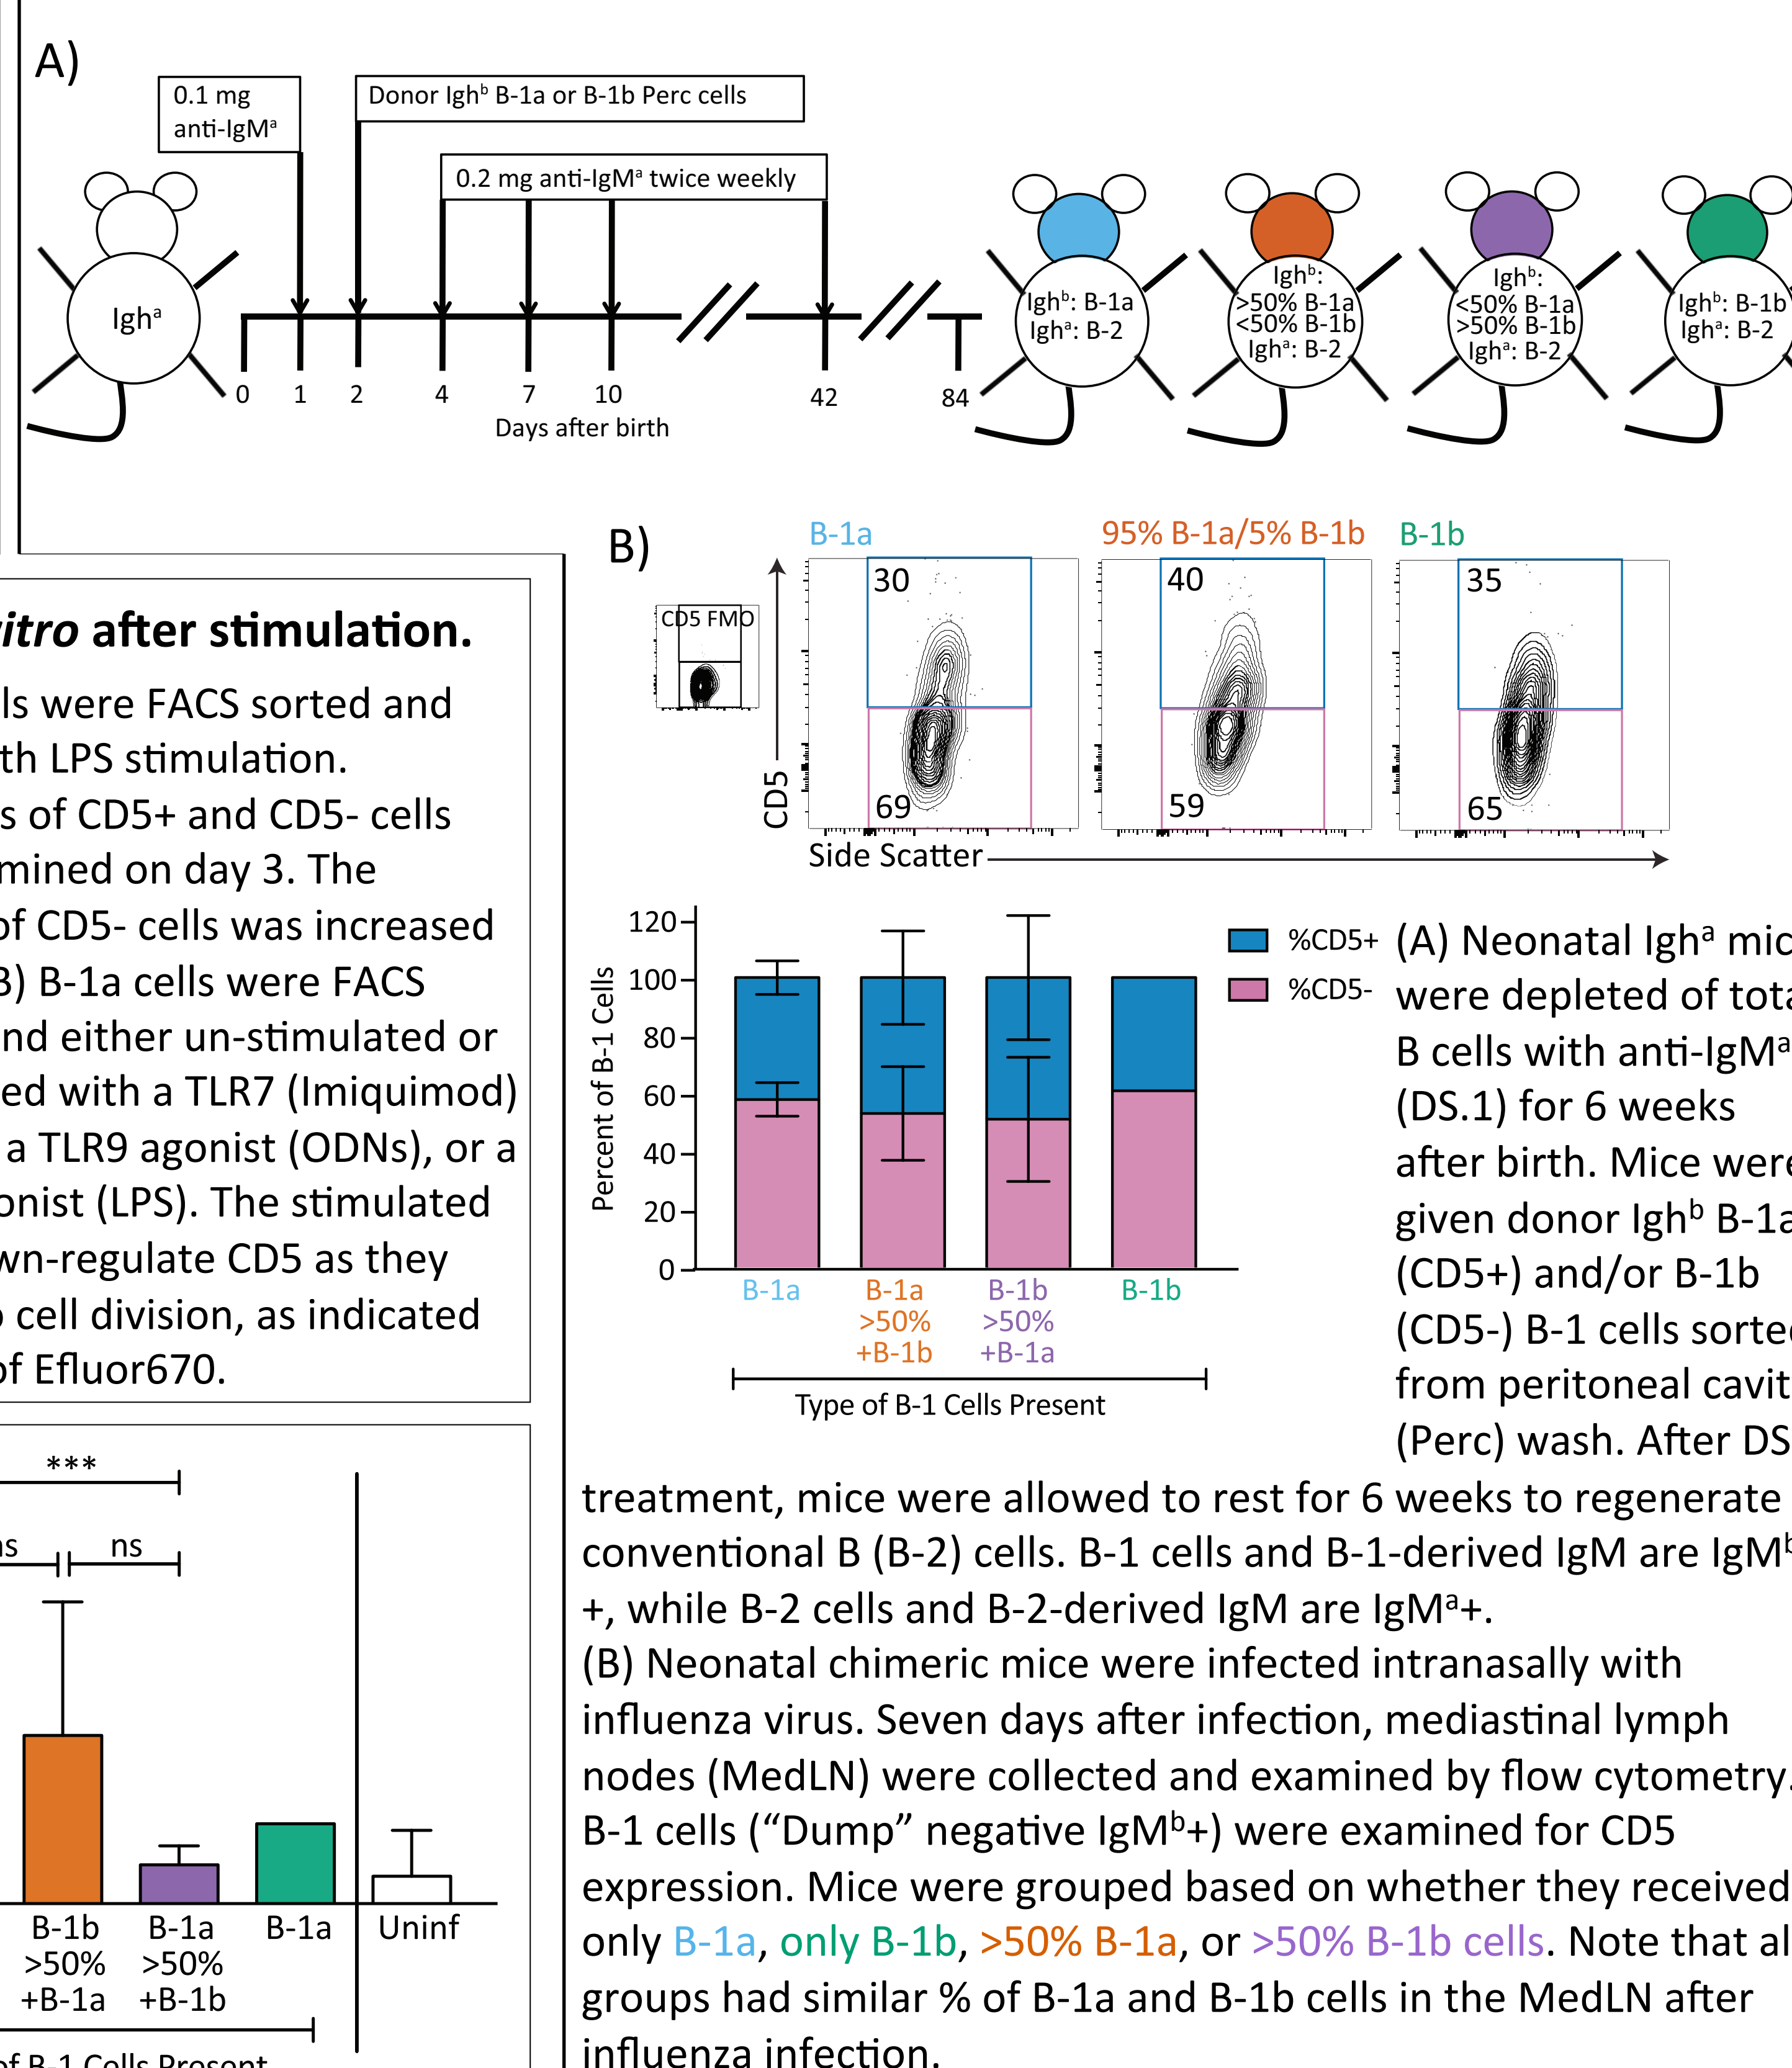 A)
0.1 mg
anti-IgMᵃ
Donor Ighᵇ B-1a or B-1b Perc cells
0.2 mg anti-IgMᵃ twice weekly
Ighᵃ
0 1 2 4 7 10 42 84
Days after birth
Ighᵇ: B-1a
Ighᵃ: B-2
Ighᵇ:
>50% B-1a
<50% B-1b
Ighᵃ: B-2
Ighᵇ:
<50% B-1a
>50% B-1b
Ighᵃ: B-2
Ighᵇ: B-1b
Ighᵃ: B-2
itro after stimulation.
ls were FACS sorted and
th LPS stimulation.
s of CD5+ and CD5- cells
mined on day 3. The
of CD5- cells was increased
B) B-1a cells were FACS
nd either un-stimulated or
ed with a TLR7 (Imiquimod)
a TLR9 agonist (ODNs), or a
onist (LPS). The stimulated
wn-regulate CD5 as they
o cell division, as indicated
of Efluor670.
***
ns
ns
B-1b
>50%
+B-1a
B-1a
>50%
+B-1b
B-1a
Uninf
of B-1 Cells Present
B)
B-1a
95% B-1a/5% B-1b
B-1b
CD5 FMO
CD5
30
69
40
59
35
65
Side Scatter
Percent of B-1 Cells
120
100
80
60
40
20
0
%CD5+
%CD5-
B-1a
B-1a
>50%
+B-1b
B-1b
>50%
+B-1a
B-1b
Type of B-1 Cells Present
(A) Neonatal Ighᵃ mic
were depleted of tota
B cells with anti-IgMᵃ
(DS.1) for 6 weeks
after birth. Mice were
given donor Ighᵇ B-1a
(CD5+) and/or B-1b
(CD5-) B-1 cells sorted
from peritoneal cavit
(Perc) wash. After DS
treatment, mice were allowed to rest for 6 weeks to regenerate
conventional B (B-2) cells. B-1 cells and B-1-derived IgM are IgMᵇ
+, while B-2 cells and B-2-derived IgM are IgMᵃ+.
(B) Neonatal chimeric mice were infected intranasally with
influenza virus. Seven days after infection, mediastinal lymph
nodes (MedLN) were collected and examined by flow cytometry.
B-1 cells (“Dump” negative IgMᵇ+) were examined for CD5
expression. Mice were grouped based on whether they received
only B-1a, only B-1b, >50% B-1a, or >50% B-1b cells. Note that al
groups had similar % of B-1a and B-1b cells in the MedLN after
influenza infection.